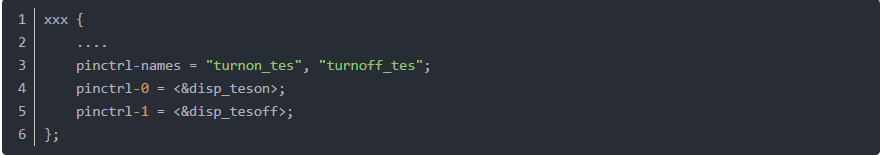 1 xxx {
2     ....
3     pinctrl-names = "turnon_tes", "turnoff_tes";
4     pinctrl-0 = <&disp_teson>;
5     pinctrl-1 = <&disp_tesoff>;
6 };